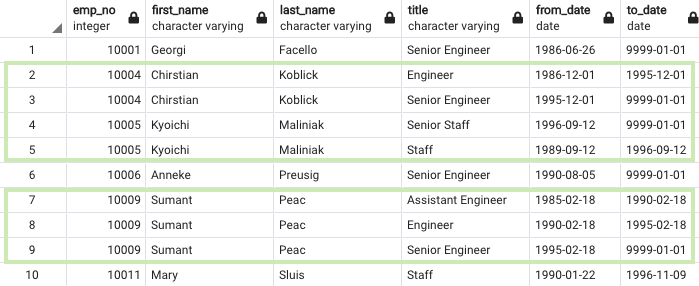 emp_no first_name last_name title from_date to_date
integer character varying character varying character varying date date
1 10001 Georgi Facello Senior Engineer 1986-06-26 9999-01-01
2 10004 Chirstian Koblick Engineer 1986-12-01 1995-12-01
3 10004 Chirstian Koblick Senior Engineer 1995-12-01 9999-01-01
4 10005 Kyoichi Maliniak Senior Staff 1996-09-12 9999-01-01
5 10005 Kyoichi Maliniak Staff 1989-09-12 1996-09-12
6 10006 Anneke Preusig Senior Engineer 1990-08-05 9999-01-01
7 10009 Sumant Peac Assistant Engineer 1985-02-18 1990-02-18
8 10009 Sumant Peac Engineer 1990-02-18 1995-02-18
9 10009 Sumant Peac Senior Engineer 1995-02-18 9999-01-01
10 10011 Mary Sluis Staff 1990-01-22 1996-11-09